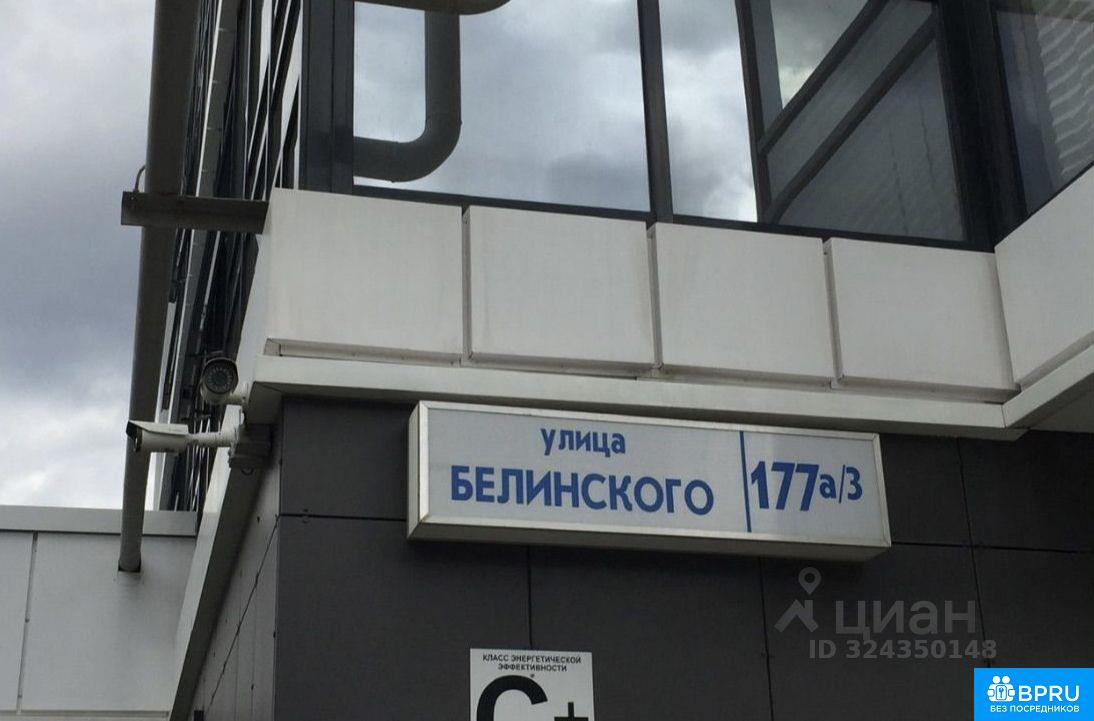 улица
БЕЛИНСКОГО
177а/3
КЛАСС ЭНЕРГЕТИЧЕСКОЙ
ЭФФЕКТИВНОСТИ
C+
циан
ID 324350148
BPRU
БЕЗ ПОСРЕДНИКОВ